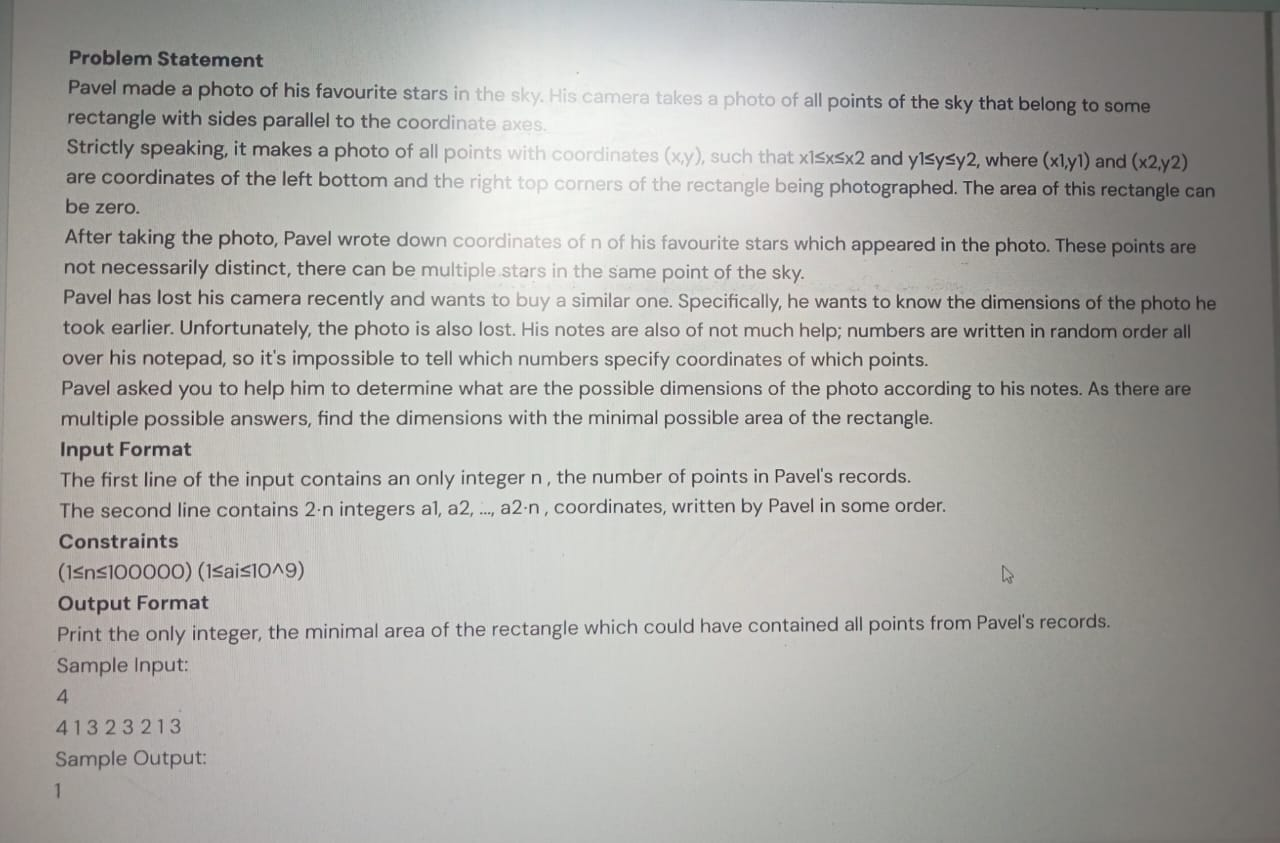 Problem Statement
Pavel made a photo of his favourite stars in the sky. His camera takes a photo of all points of the sky that belong to some
rectangle with sides parallel to the coordinate axes.
Strictly speaking, it makes a photo of all points with coordinates (x,y), such that x1≤x≤x2 and y1≤y≤y2, where (x1,y1) and (x2,y2)
are coordinates of the left bottom and the right top corners of the rectangle being photographed. The area of this rectangle can
be zero.
After taking the photo, Pavel wrote down coordinates of n of his favourite stars which appeared in the photo. These points are
not necessarily distinct, there can be multiple stars in the same point of the sky.
Pavel has lost his camera recently and wants to buy a similar one. Specifically, he wants to know the dimensions of the photo he
took earlier. Unfortunately, the photo is also lost. His notes are also of not much help; numbers are written in random order all
over his notepad, so it's impossible to tell which numbers specify coordinates of which points.
Pavel asked you to help him to determine what are the possible dimensions of the photo according to his notes. As there are
multiple possible answers, find the dimensions with the minimal possible area of the rectangle.
Input Format
The first line of the input contains an only integer n , the number of points in Pavel's records.
The second line contains 2·n integers a1, a2, ..., a2·n , coordinates, written by Pavel in some order.
Constraints
(1≤n≤100000) (1≤ai≤10^9)
Output Format
Print the only integer, the minimal area of the rectangle which could have contained all points from Pavel's records.
Sample Input:
4
4 1 3 2 3 2 1 3
Sample Output:
1